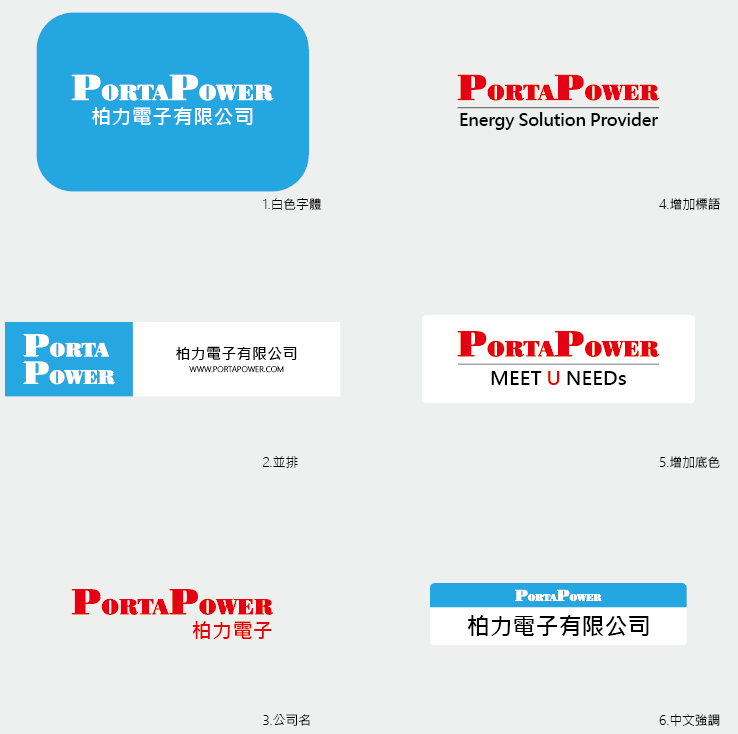 PORTAPOWER
柏力電子有限公司
1.白色字體
PORTAPOWER
Energy Solution Provider
4.增加標語
PORTA
POWER
柏力電子有限公司
WWW.PORTAPOWER.COM
2.並排
PORTAPOWER
MEET U NEEDs
5.增加底色
PORTAPOWER
柏力電子
3.公司名
PORTAPOWER
柏力電子有限公司
6.中文強調